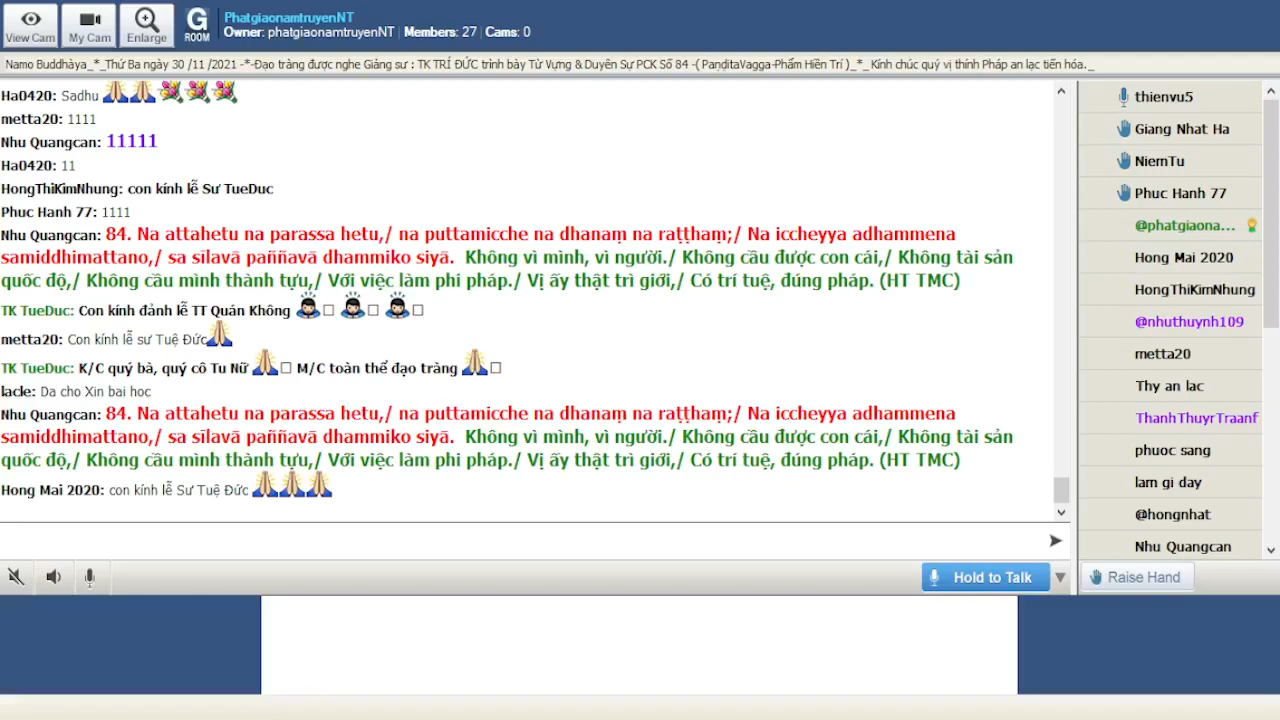 View Cam
My Cam
Enlarge
G
ROOM
PhatgiaonamtruyenNT
Owner: phatgiaonamtruyenNT | Members: 27 | Cams: 0
Namo Buddhàya_*_Thứ Ba ngày 30 /11 /2021 -*-Đạo tràng được nghe Giảng sư : TK TRÍ ĐỨC trình bày Từ Vựng & Duyên Sự PCK Số 84 -( PaṇḍitaVagga-Phẩm Hiền Trí )_*_ Kính chúc quý vị thính Pháp an lạc tiến hóa._
Ha0420: Sadhu
metta20: 1111
Nhu Quangcan: 11111
Ha0420: 11
HongThiKimNhung: con kính lễ Sư TueDuc
Phuc Hanh 77: 1111
Nhu Quangcan: 84. Na attahetu na parassa hetu,/ na puttamicche na dhanaṃ na raṭṭhaṃ;/ Na iccheyya adhammena
samiddhimattano,/ sa sīlavā paññavā dhammiko siyā. Không vì mình, vì người./ Không cầu được con cái,/ Không tài sản
quốc độ,/ Không cầu mình thành tựu,/ Với việc làm phi pháp./ Vị ấy thật trì giới,/ Có trí tuệ, đúng pháp. (HT TMC)
TK TueDuc: Con kính đảnh lễ TT Quán Không
metta20: Con kính lễ sư Tuệ Đức
TK TueDuc: K/C quý bà, quý cô Tu Nữ M/C toàn thể đạo tràng
lacle: Da cho Xin bai hoc
Nhu Quangcan: 84. Na attahetu na parassa hetu,/ na puttamicche na dhanaṃ na raṭṭhaṃ;/ Na iccheyya adhammena
samiddhimattano,/ sa sīlavā paññavā dhammiko siyā. Không vì mình, vì người./ Không cầu được con cái,/ Không tài sản
quốc độ,/ Không cầu mình thành tựu,/ Với việc làm phi pháp./ Vị ấy thật trì giới,/ Có trí tuệ, đúng pháp. (HT TMC)
Hong Mai 2020: con kính lễ Sư Tuệ Đức
Hold to Talk
thienvu5
Giang Nhat Ha
NiemTu
Phuc Hanh 77
@phatgiaona...
Hong Mai 2020
HongThiKimNhung
@nhuthuynh109
metta20
Thy an lac
ThanhThuyrTraanf
phuoc sang
lam gi day
@hongnhat
Nhu Quangcan
Raise Hand